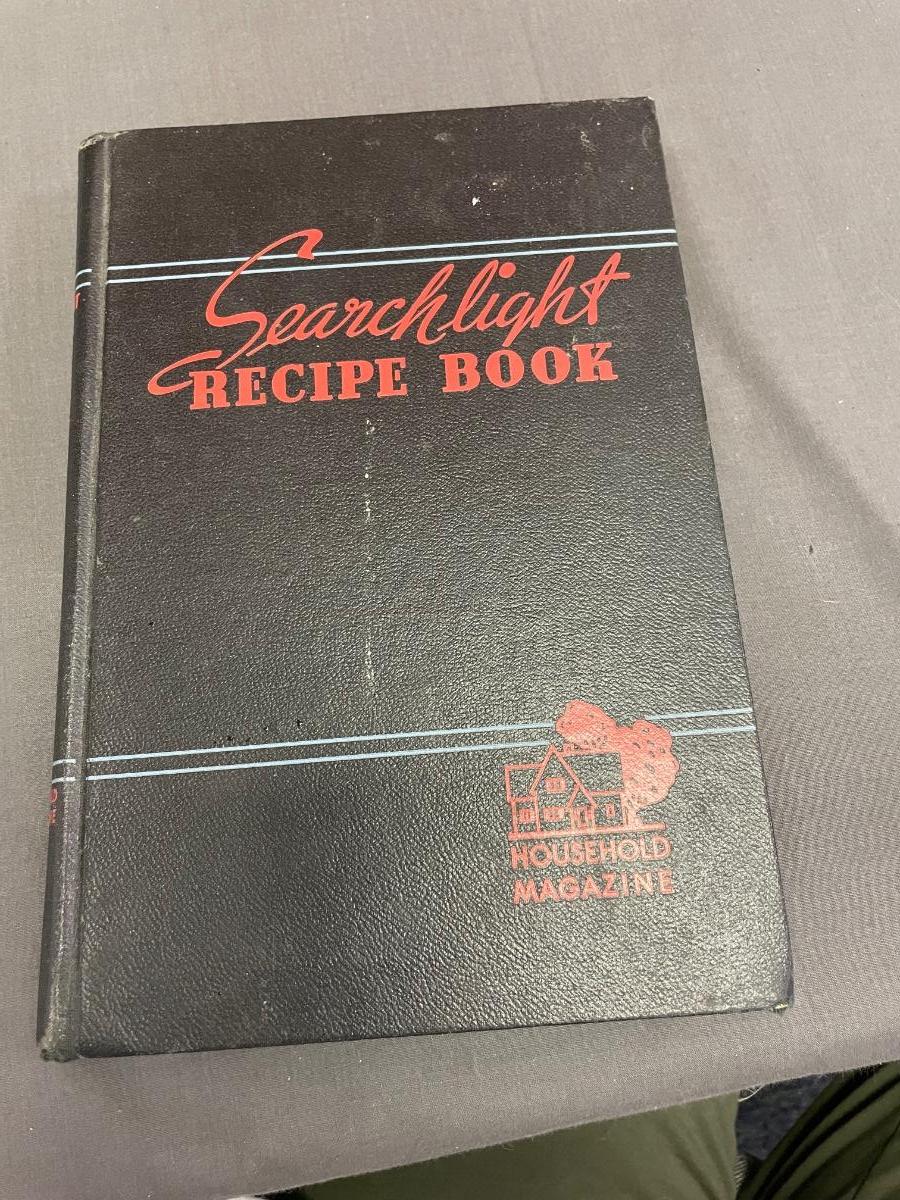 Searchlight
RECIPE BOOK
HOUSEHOLD
MAGAZINE